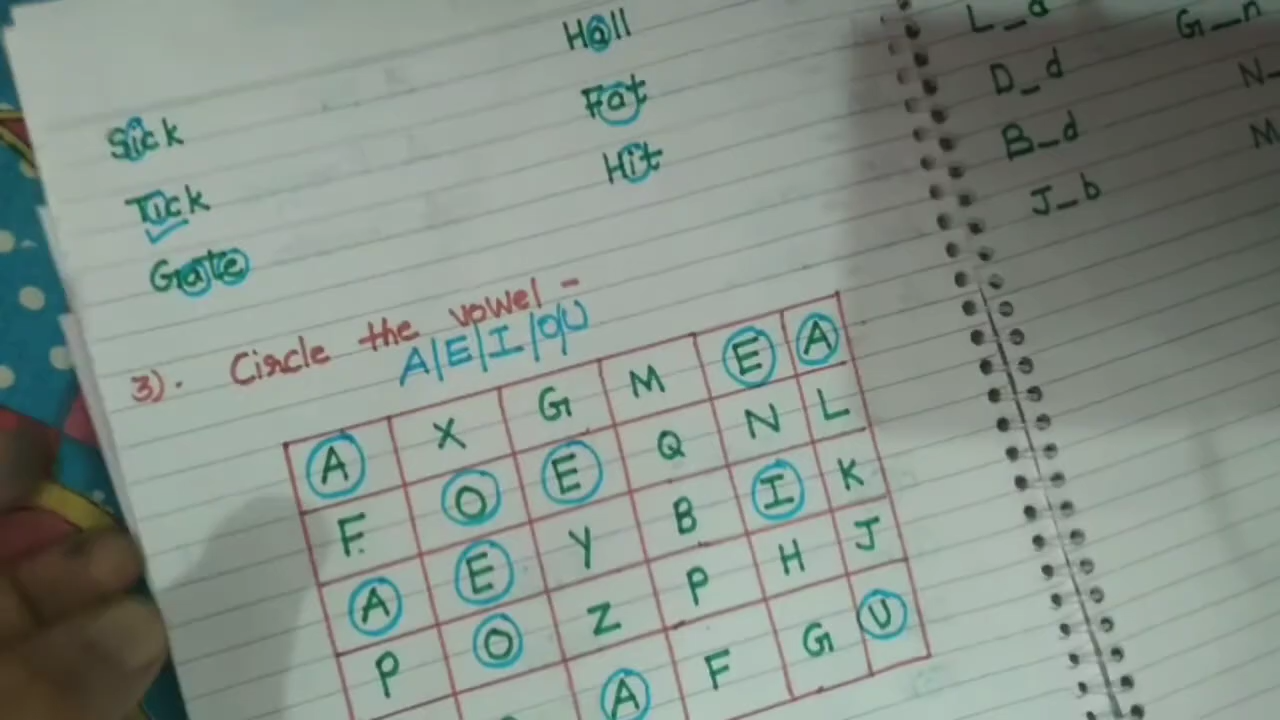 Hall
Sick Fat
Tick Hit
Gate
3). Circle the vowel -
A/E/I/O/U
A X G M E A
F O E Q N L
A E Y B I K
P O Z P H J
A F G U
L_d G_n
D_d
B_d
J_b